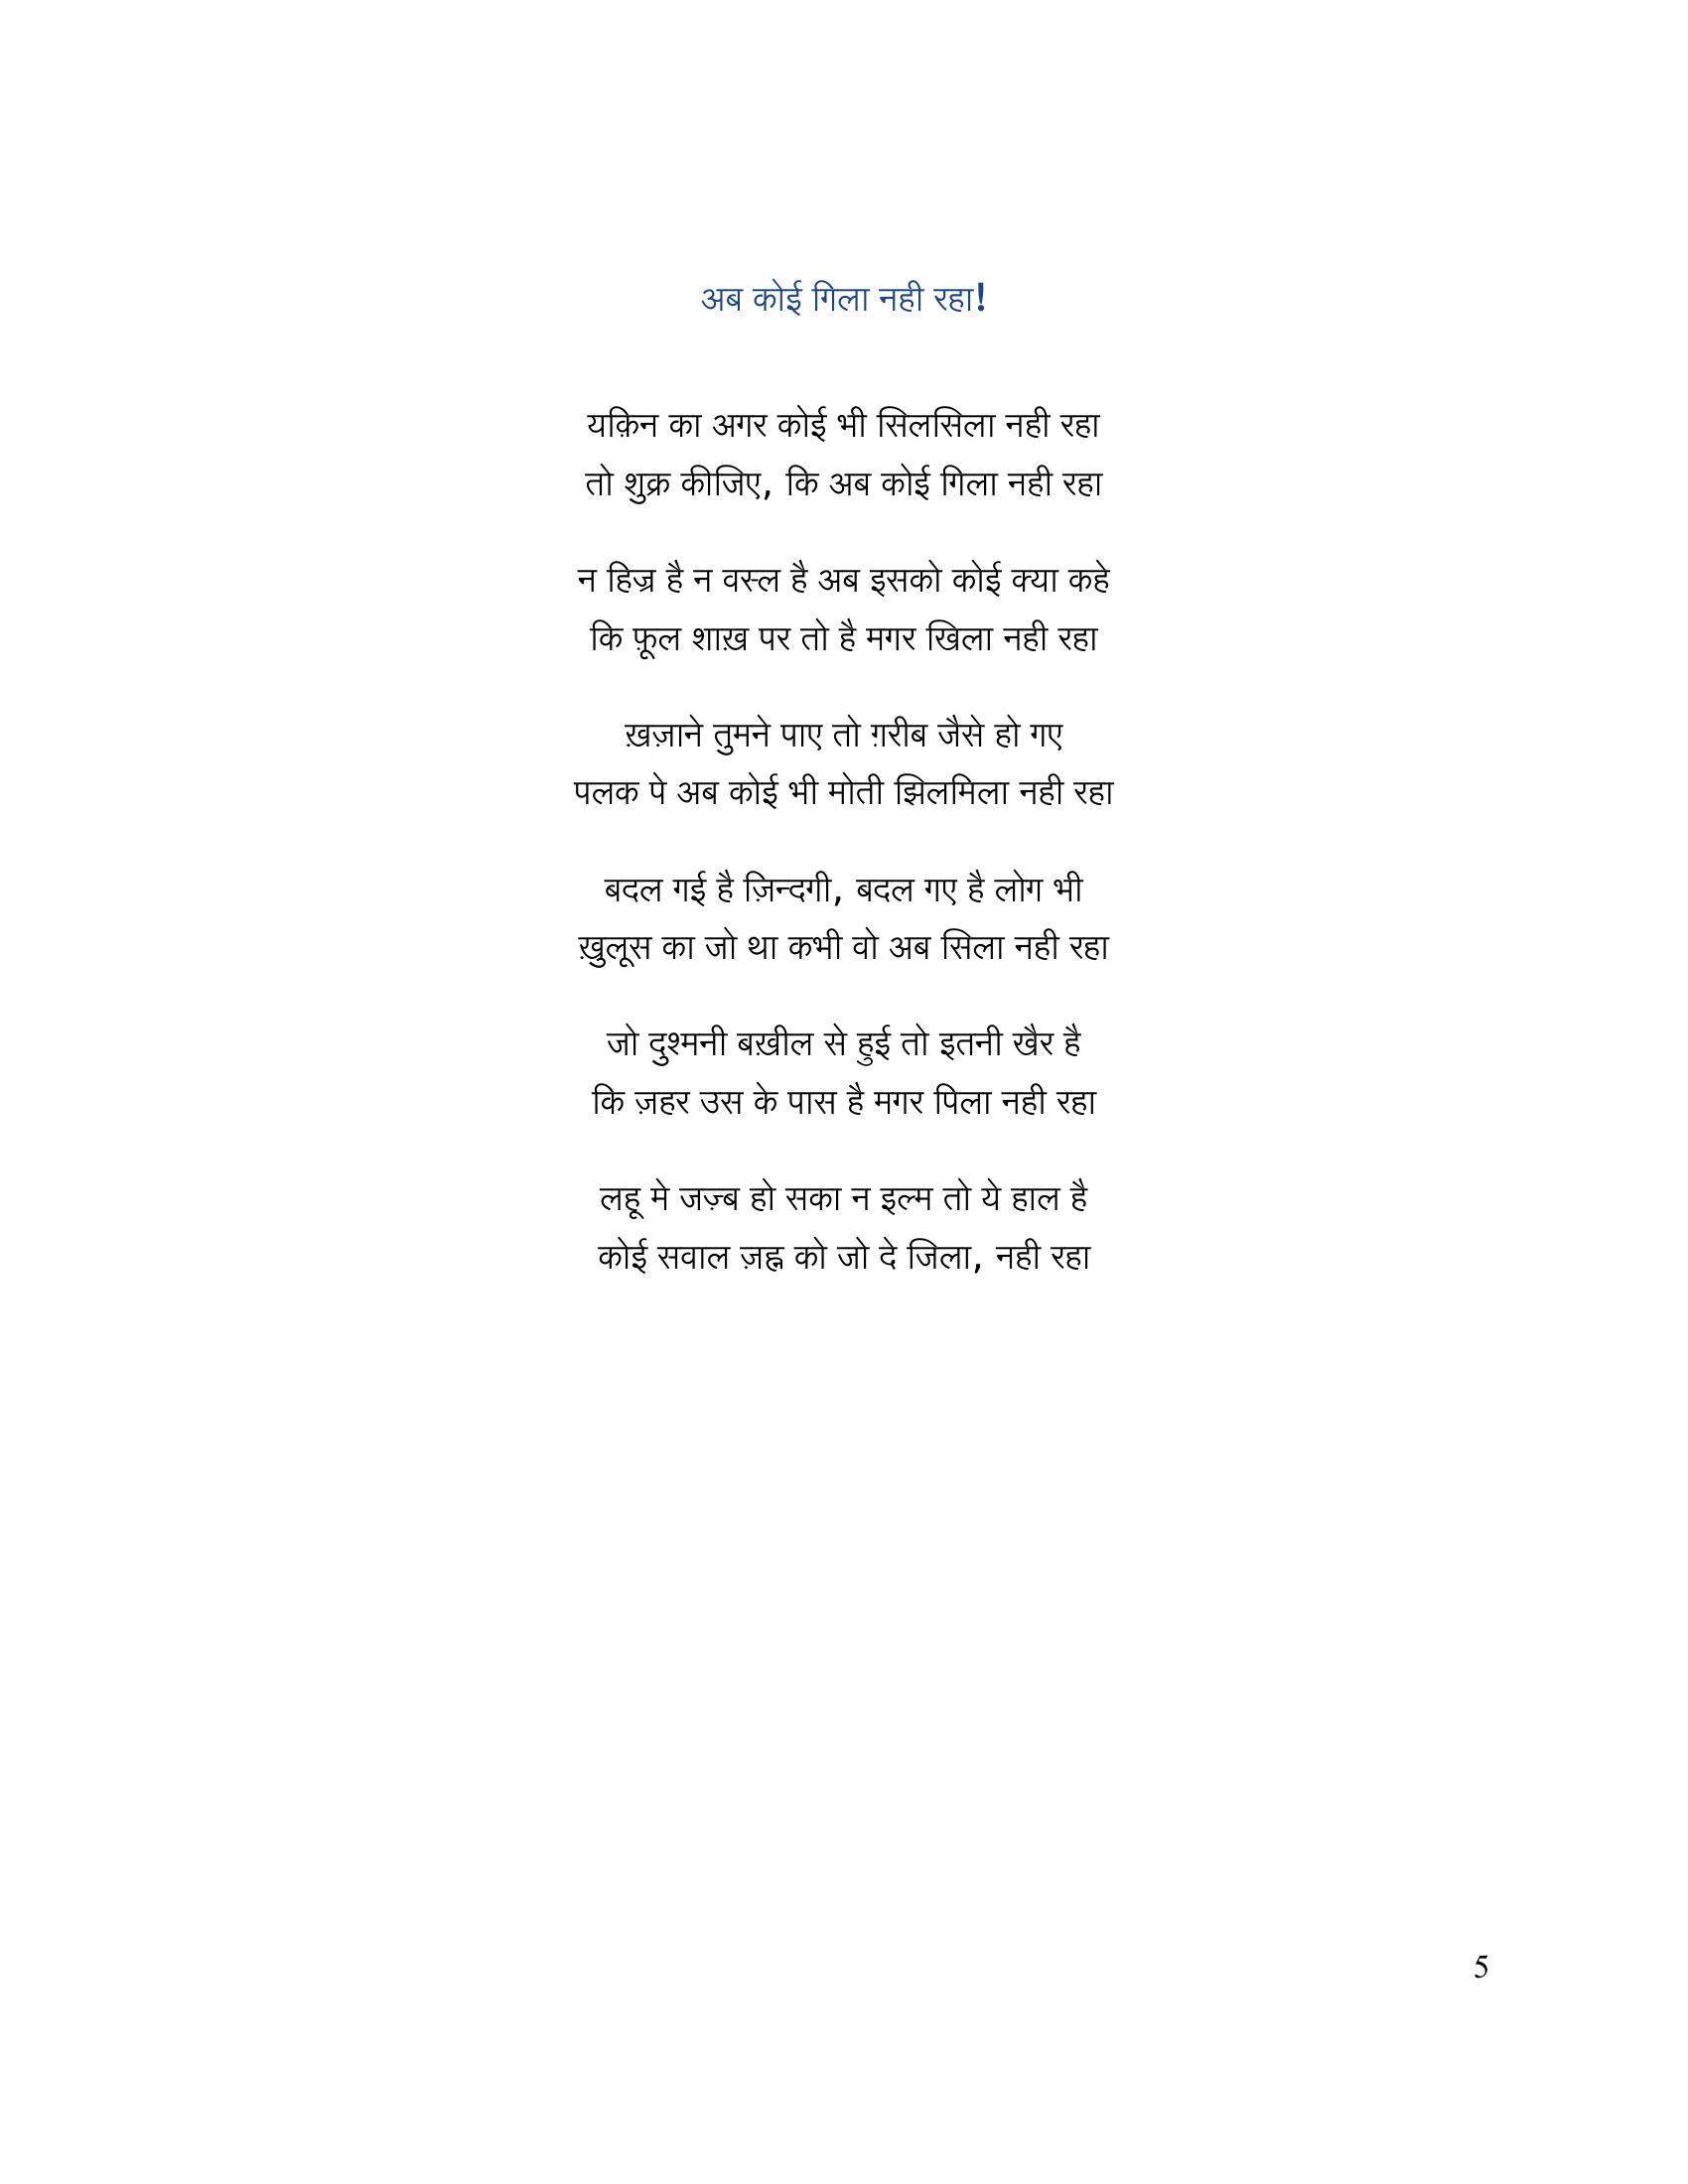 अब कोई गिला नही रहा!
यक़िन का अगर कोई भी सिलसिला नही रहा
तो शुक्र कीजिए, कि अब कोई गिला नही रहा
न हिज्र है न वस्ल है अब इसको कोई क्या कहे
कि फ़ूल शाख़ पर तो है मगर खिला नही रहा
ख़ज़ाने तुमने पाए तो ग़रीब जैसे हो गए
पलक पे अब कोई भी मोती झिलमिला नही रहा
बदल गई है ज़िन्दगी, बदल गए है लोग भी
ख़ुलूस का जो था कभी वो अब सिला नही रहा
जो दुश्मनी बख़ील से हुई तो इतनी खैर है
कि ज़हर उस के पास है मगर पिला नही रहा
लहू मे जज़्ब हो सका न इल्म तो ये हाल है
कोई सवाल ज़ह्न को जो दे जिला, नही रहा
5